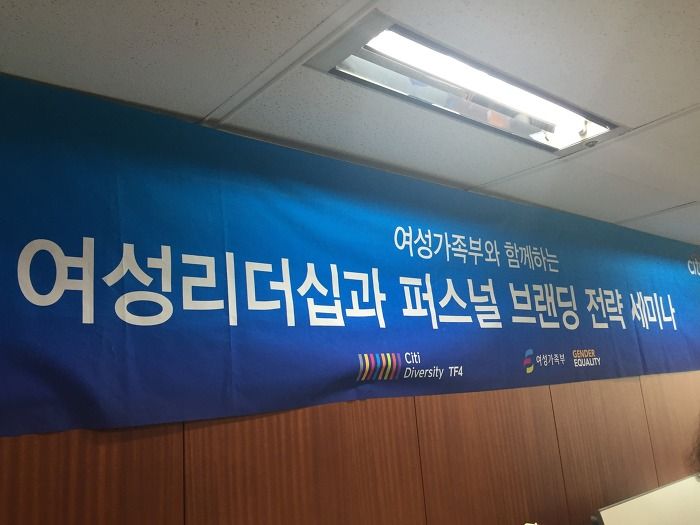 여성가족부와 함께하는
여성리더십과 퍼스널 브랜딩 전략 세미나
Citi
Diversity TF4
여성가족부
GENDER
EQUALITY